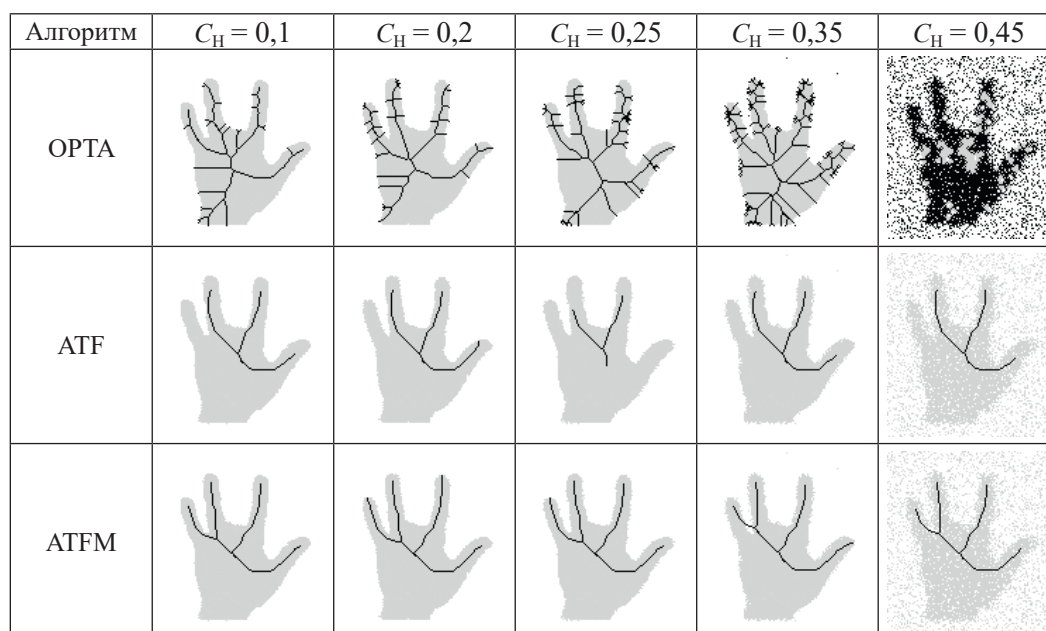 Алгоритм C_Н = 0,1 C_Н = 0,2 C_Н = 0,25 C_Н = 0,35 C_Н = 0,45
OPTA
ATF
ATFM